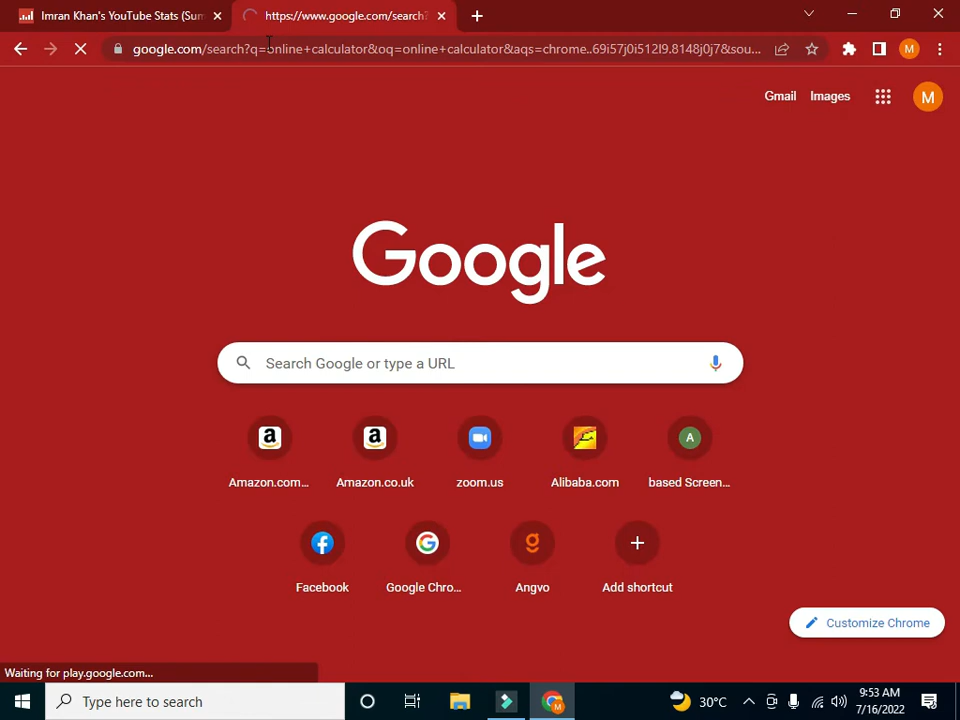 Imran Khan's YouTube Stats (Sum
https://www.google.com/search?
google.com/search?q=online+calculator&oq=online+calculator&aqs=chrome..69i57j0i512l9.8148j0j7&sou...
M
Gmail Images
M
Google
Search Google or type a URL
A
Amazon.com... Amazon.co.uk zoom.us Alibaba.com based Screen...
Facebook Google Chro... Angvo Add shortcut
Customize Chrome
Waiting for play.google.com...
Type here to search
30°C
9:53 AM
7/16/2022